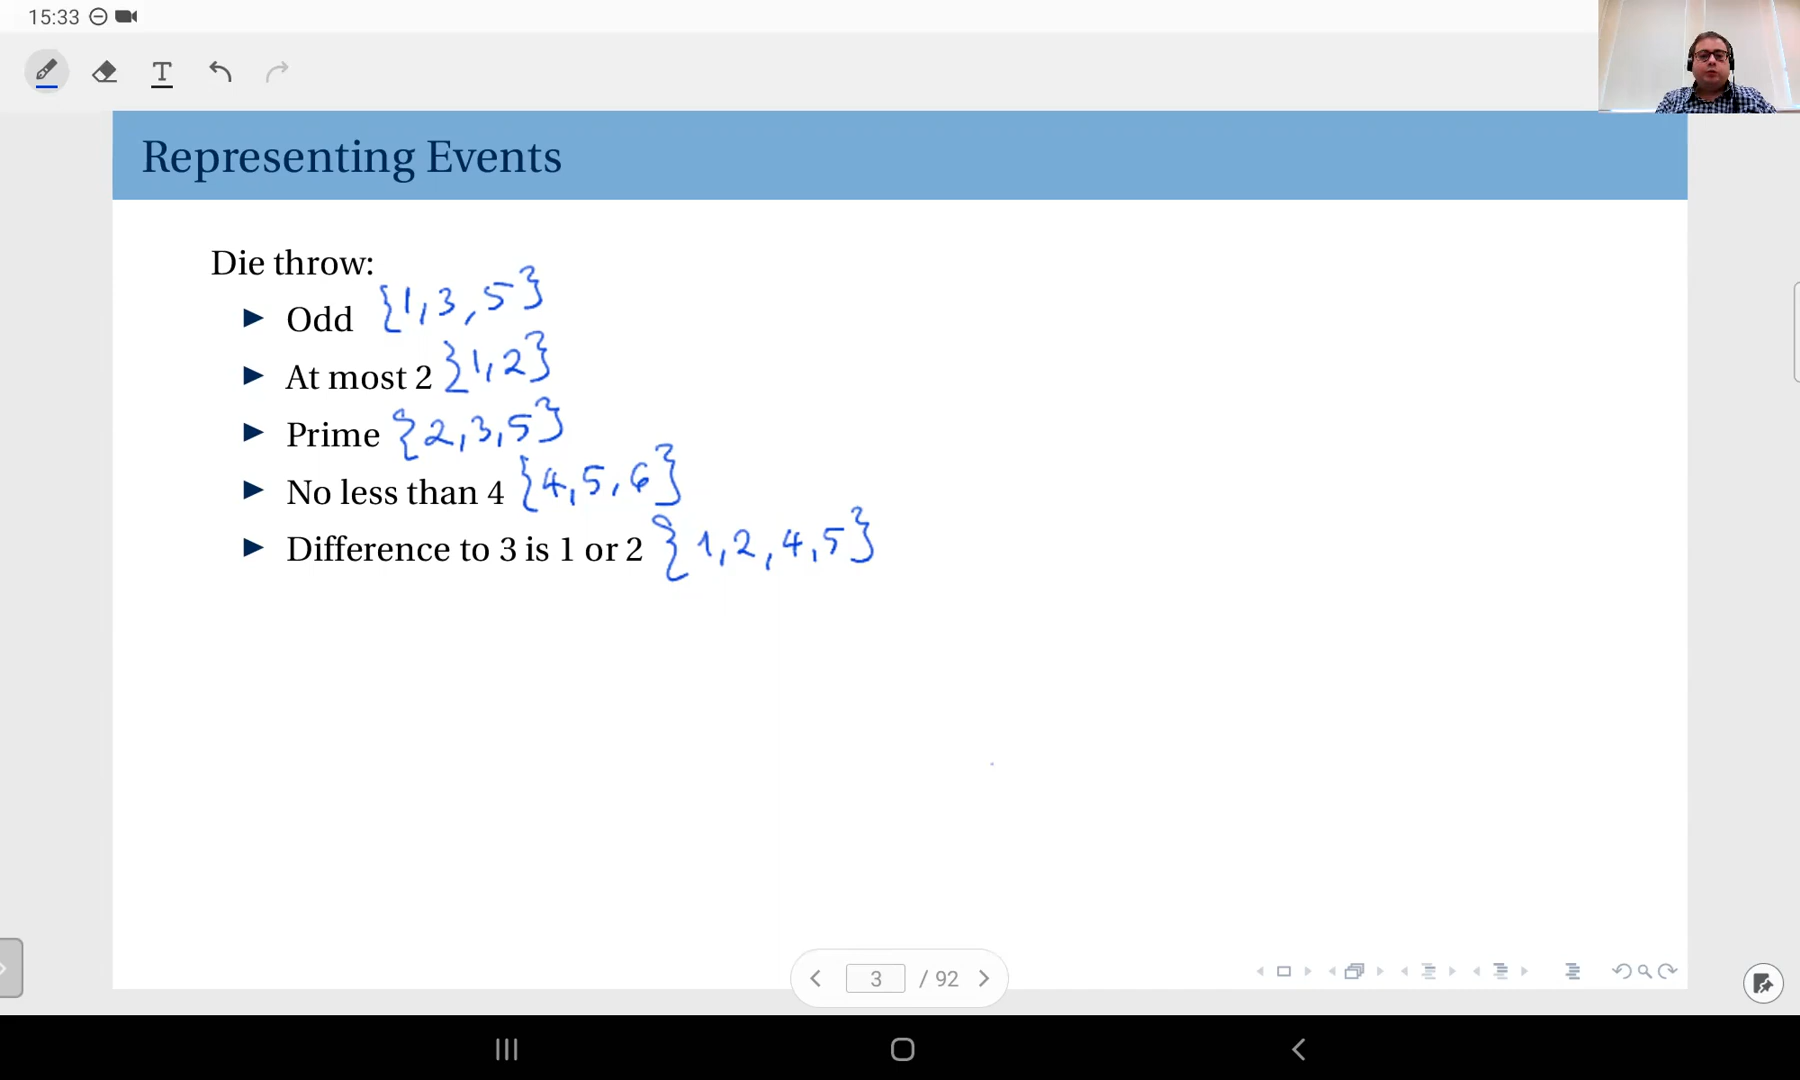 15:33
T
Representing Events
Die throw:
► Odd {1,3,5}
► At most 2 {1,2}
► Prime {2,3,5}
► No less than 4 {4,5,6}
► Difference to 3 is 1 or 2 {1,2,4,5}
3 / 92